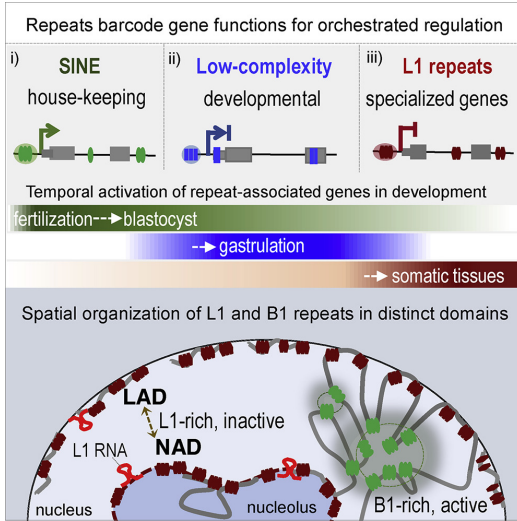 Repeats barcode gene functions for orchestrated regulation
i) SINE
house-keeping
ii) Low-complexity
developmental
iii) L1 repeats
specialized genes
Temporal activation of repeat-associated genes in development
fertilization blastocyst
gastrulation
somatic tissues
Spatial organization of L1 and B1 repeats in distinct domains
LAD
L1-rich, inactive
NAD
L1 RNA
nucleus
nucleolus
B1-rich, active